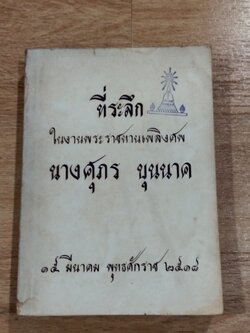 ที่ระลึก
ในงานพระราชทานเพลิงศพ
นางศุภร บุนนาค
๑๕ มีนาคม พุทธศักราช ๒๕๑๘